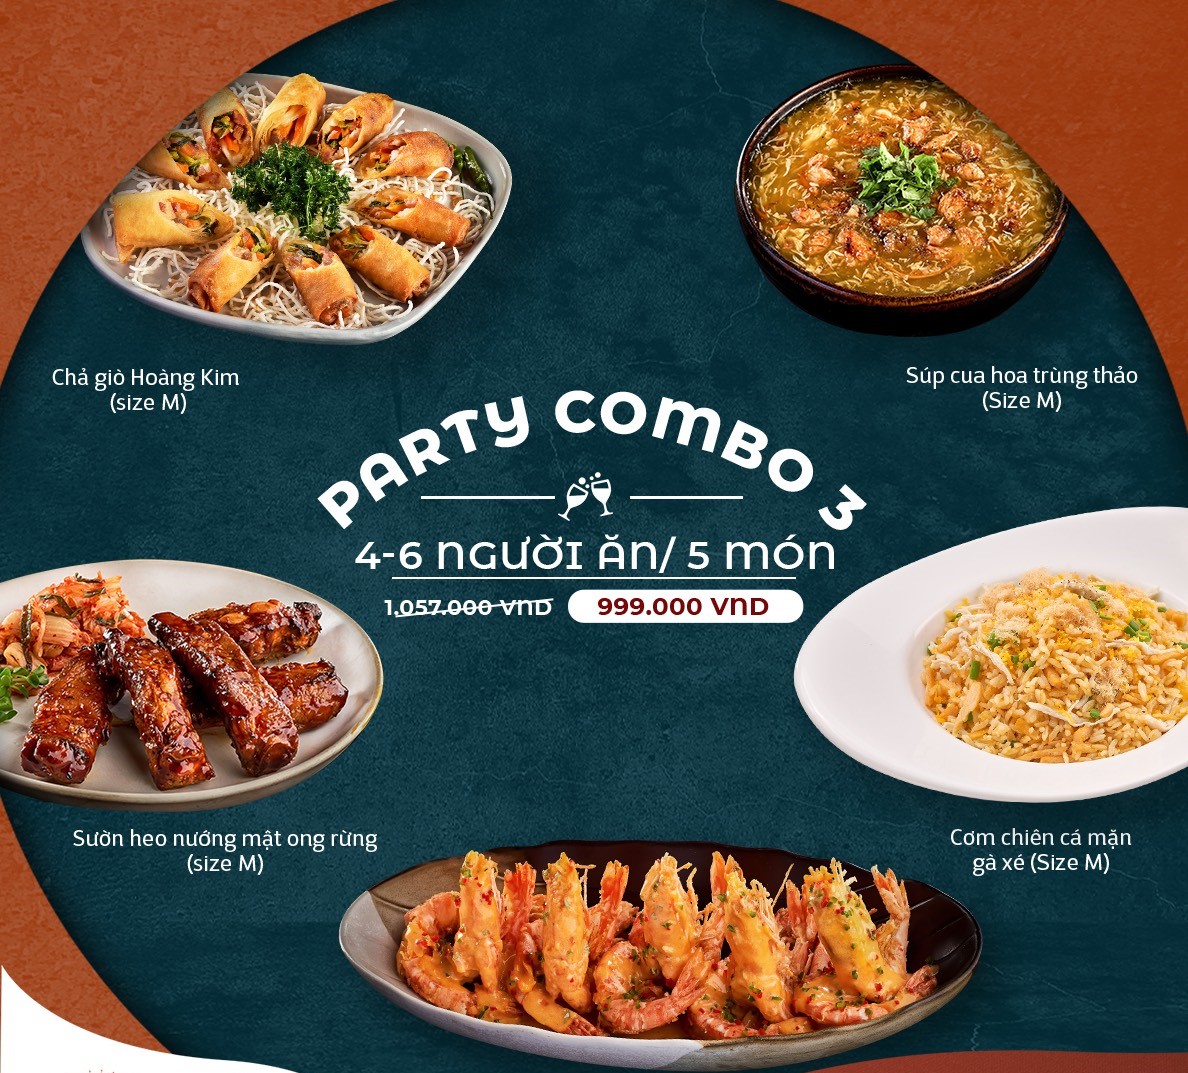 Chả giò Hoàng Kim
(size M)
Súp cua hoa trùng thảo
(Size M)
PARTY COMBO 3
4-6 NGƯỜI ĂN/ 5 MÓN
1.057.000 VND
999.000 VND
Sườn heo nướng mật ong rừng
(size M)
Cơm chiên cá mặn
gà xé (Size M)